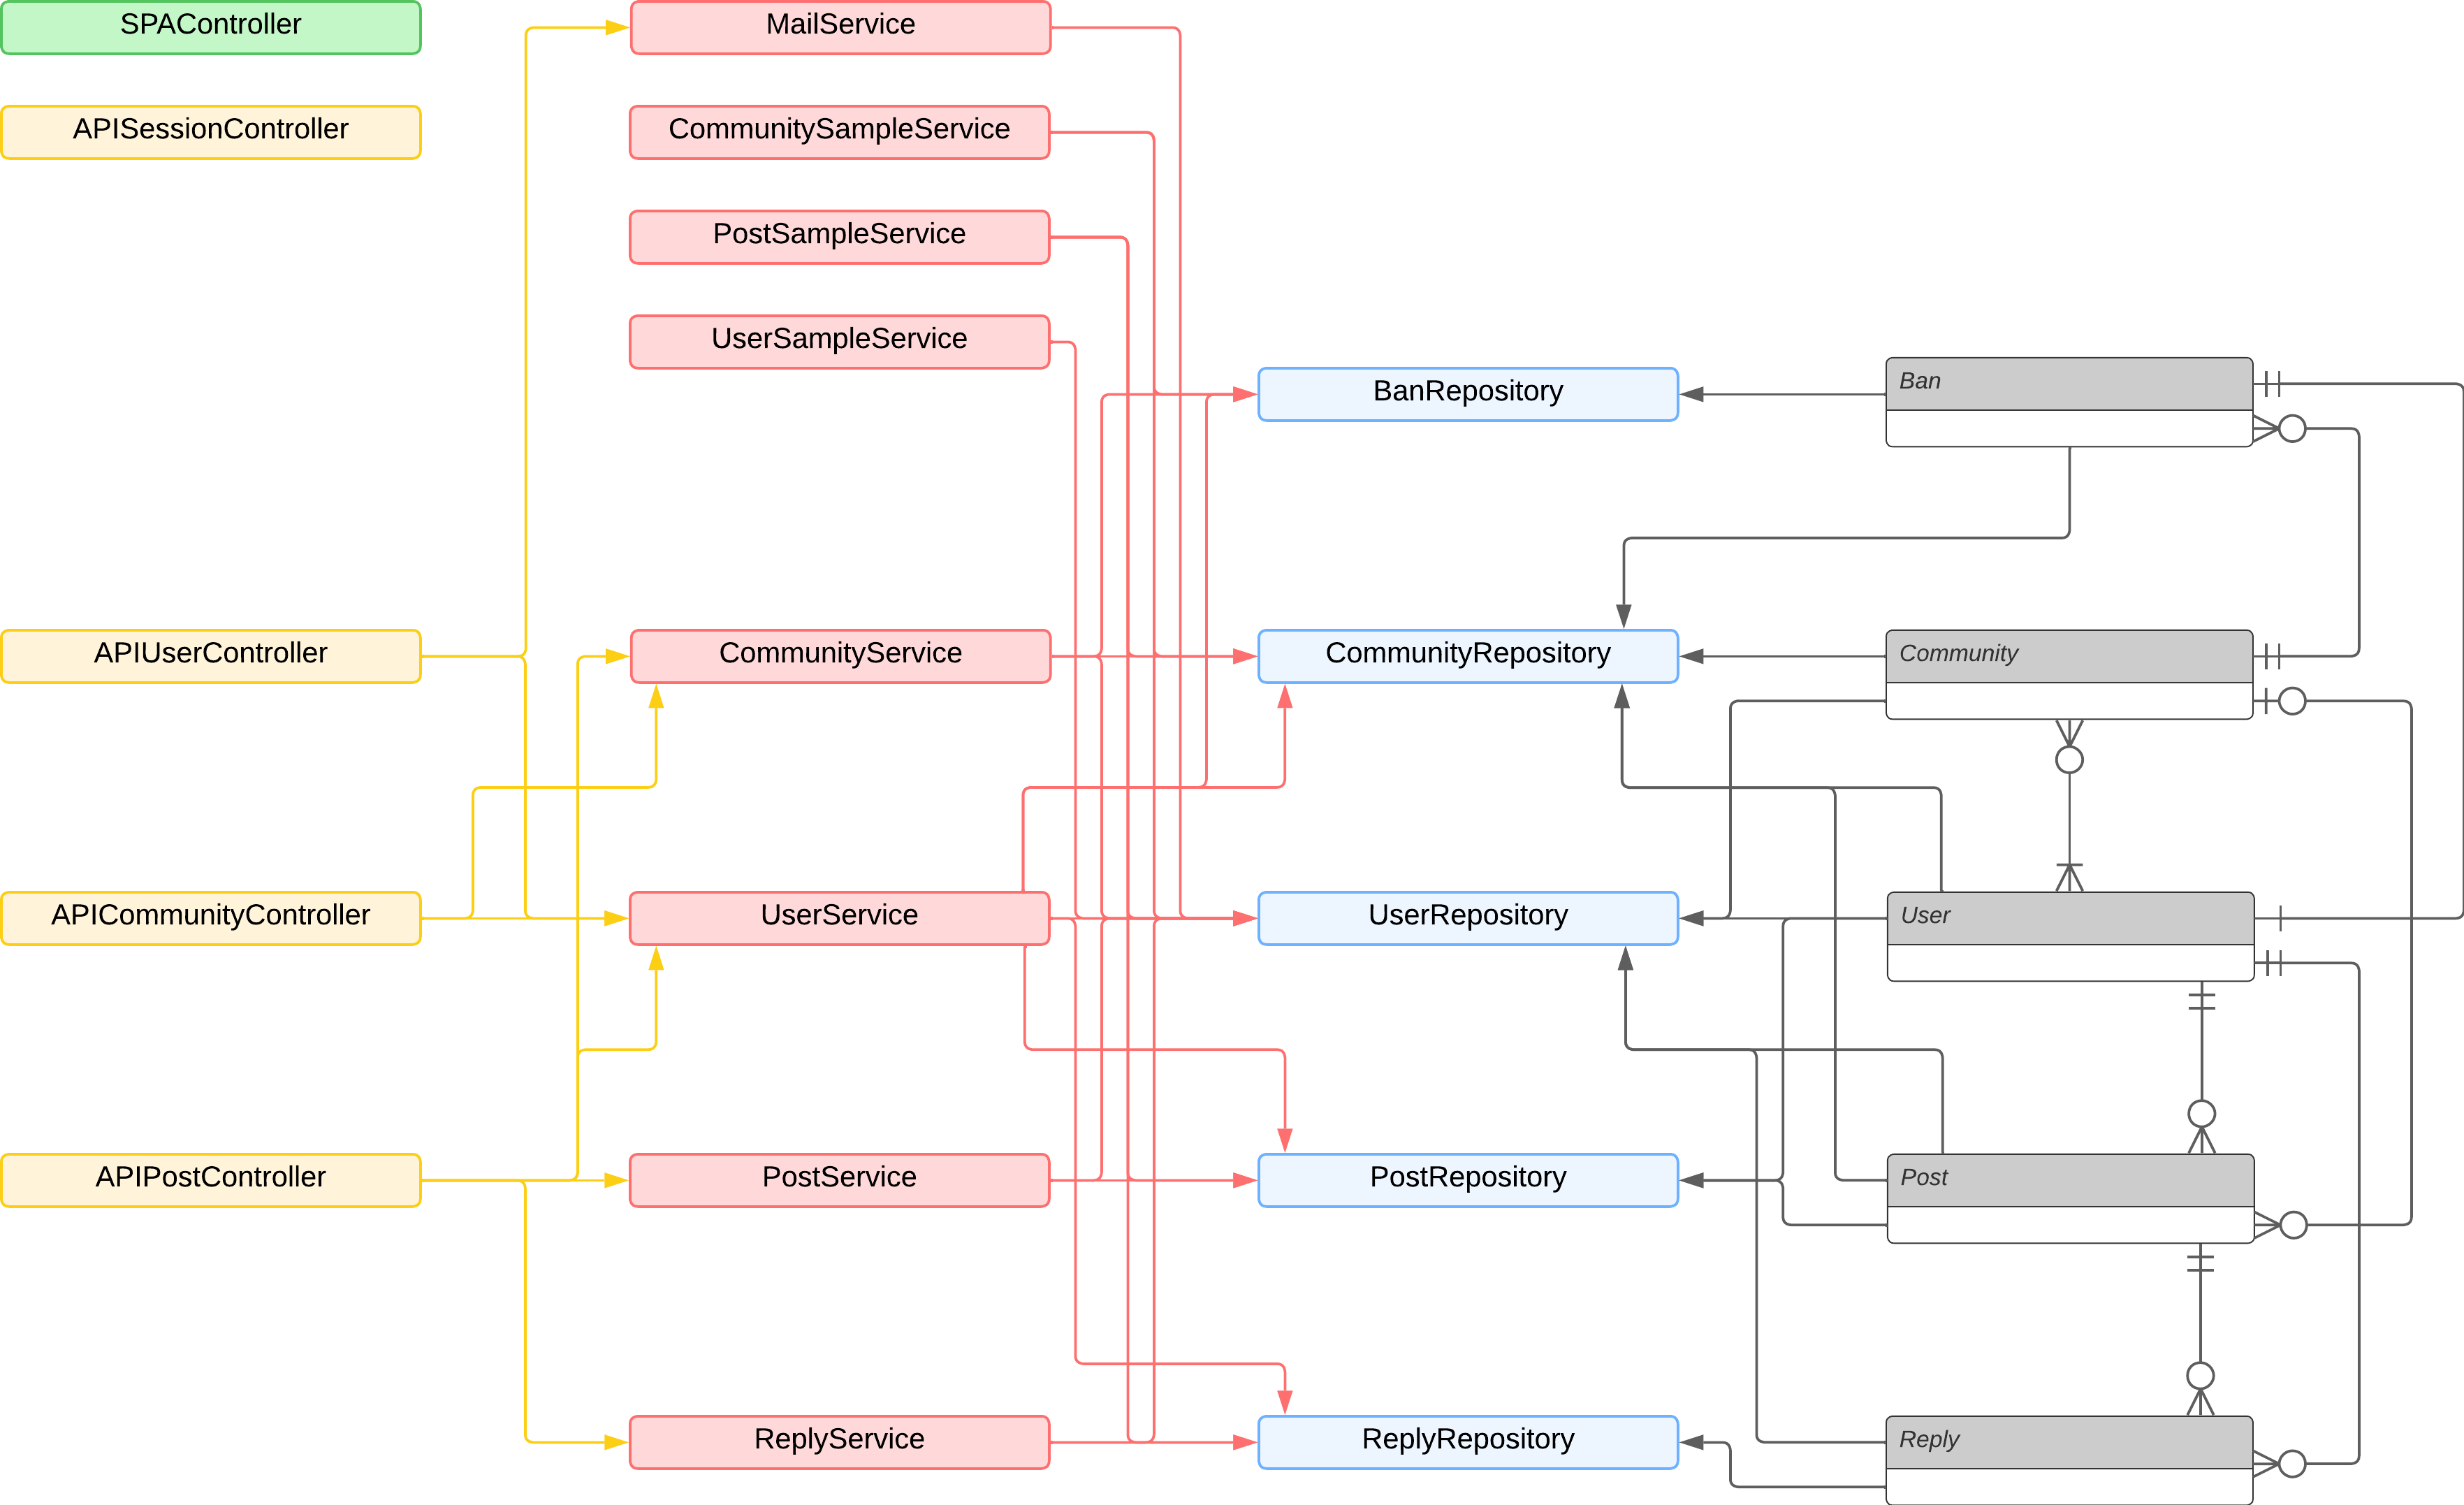 SPAController
MailService
APISessionController
CommunitySampleService
PostSampleService
UserSampleService
BanRepository
Ban
APIUserController
CommunityService
CommunityRepository
Community
APICommunityController
UserService
UserRepository
User
APIPostController
PostService
PostRepository
Post
ReplyService
ReplyRepository
Reply